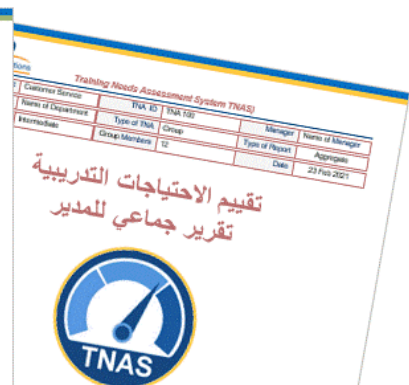 tions
Training Needs Assessment System TNAS)
Customer Service TNA ID TNA 100 Manager Name of Manager
Name of Department Type of TNA Group Type of Report Aggregate
Intermediate Group Members 12 Date 23 Feb 2021
تقييم الاحتياجات التدريبية
تقرير جماعي للمدير
TNAS